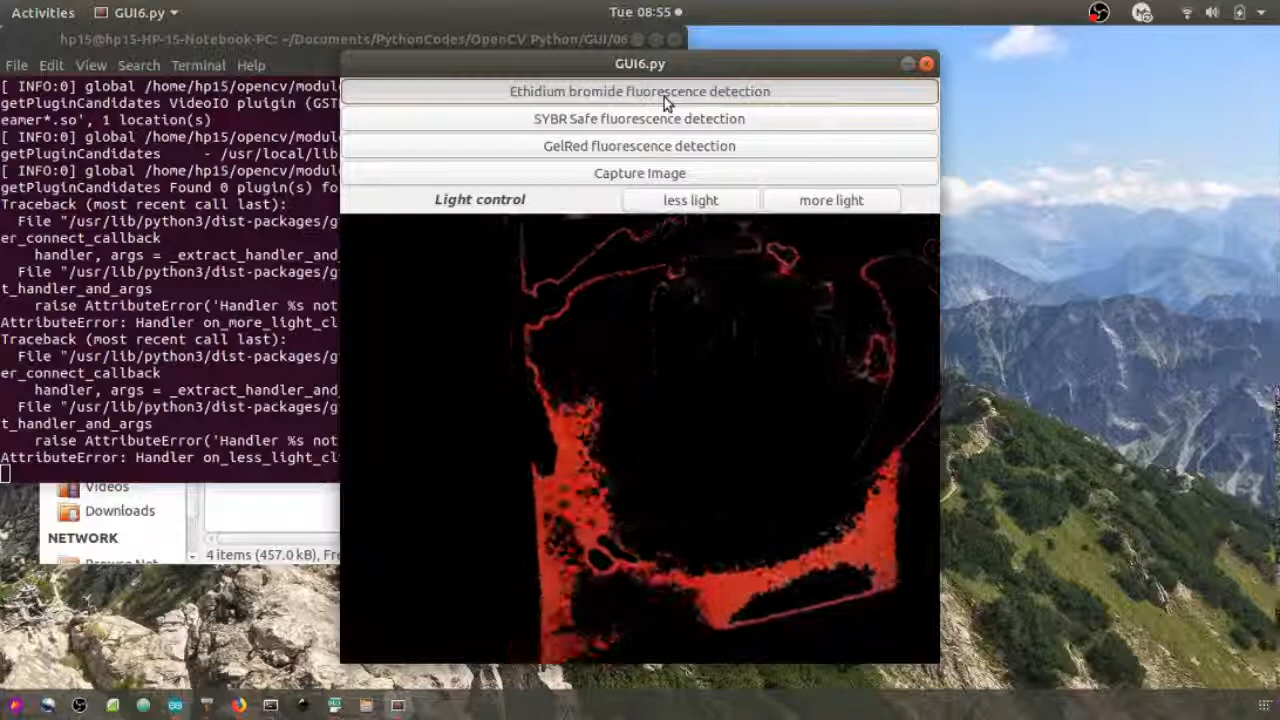 Activities GUI6.py Tue 08:55
hp15@hp15-HP-15-Notebook-PC: ~/Documents/PythonCodes/OpenCV_Python/GUI/06
File Edit View Search Terminal Help
GUI6.py
Ethidium bromide fluorescence detection
SYBR Safe fluorescence detection
GelRed fluorescence detection
Capture Image
Light control less light more light
[ INFO:0] global /home/hp15/opencv/modul
getPluginCandidates VideoIO pluigin (GST
eamer*.so', 1 location(s)
[ INFO:0] global /home/hp15/opencv/modul
getPluginCandidates - /usr/local/lib
[ INFO:0] global /home/hp15/opencv/modul
getPluginCandidates Found 0 plugin(s) fo
Traceback (most recent call last):
File "/usr/lib/python3/dist-packages/g
er_connect_callback
handler, args = _extract_handler_and_
File "/usr/lib/python3/dist-packages/g
t_handler_and_args
raise AttributeError('Handler %s not
AttributeError: Handler on_more_light_cl
Traceback (most recent call last):
File "/usr/lib/python3/dist-packages/g
er_connect_callback
handler, args = _extract_handler_and_
File "/usr/lib/python3/dist-packages/g
t_handler_and_args
raise AttributeError('Handler %s not
AttributeError: Handler on_less_light_cl
Videos
Downloads
NETWORK
4 items (457.0 kB), Fre